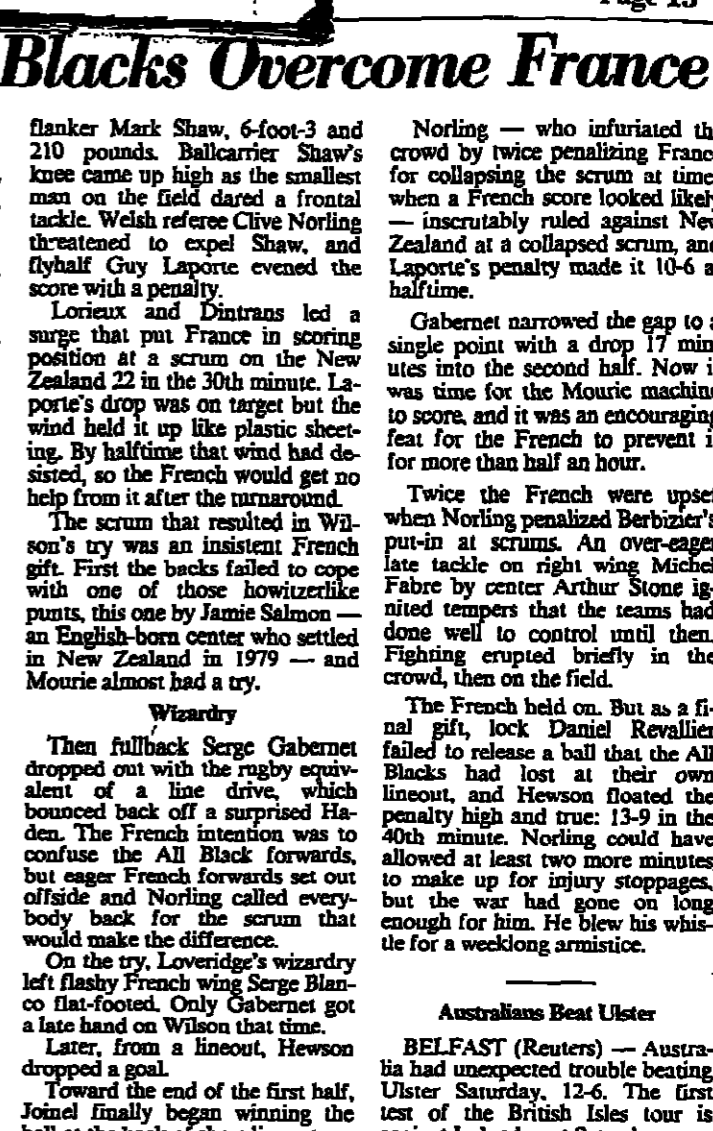 Page 13
Blacks Overcome France
flanker Mark Shaw, 6-foot-3 and
210 pounds. Ballcarrier Shaw's
knee came up high as the smallest
man on the field dared a frontal
tackle. Welsh referee Clive Norling
threatened to expel Shaw, and
flyhalf Guy Laporte evened the
score with a penalty.
Lorieux and Dintrans led a
surge that put France in scoring
position at a scrum on the New
Zealand 22 in the 30th minute. La-
porte's drop was on target but the
wind held it up like plastic sheet-
ing. By halftime that wind had de-
sisted, so the French would get no
help from it after the turnaround.
The scrum that resulted in Wil-
son's try was an insistent French
gift. First the backs failed to cope
with one of those howitzerlike
punts, this one by Jamie Salmon —
an English-born center who settled
in New Zealand in 1979 — and
Mourie almost had a try.
Wizardry
Then fullback Serge Gabernet
dropped out with the rugby equiv-
alent of a line drive, which
bounced back off a surprised Ha-
den. The French intention was to
confuse the All Black forwards,
but eager French forwards set out
offside and Norling called every-
body back for the scrum that
would make the difference.
On the try, Loveridge's wizardry
left flashy French wing Serge Blan-
co flat-footed. Only Gabernet got
a late hand on Wilson that time.
Later, from a lineout, Hewson
dropped a goal.
Toward the end of the first half,
Joinel finally began winning the
Norling — who infuriated th
crowd by twice penalizing Franc
for collapsing the scrum at time
when a French score looked likely
— inscrutably ruled against Nev
Zealand at a collapsed scrum, and
Laporte's penalty made it 10-6 a
halftime.
Gabernet narrowed the gap to a
single point with a drop 17 min
utes into the second half. Now i
was time for the Mourie machine
to score, and it was an encouraging
feat for the French to prevent i
for more than half an hour.
Twice the French were upset
when Norling penalized Berbizier's
put-in at scrums. An over-eager
late tackle on right wing Michel
Fabre by center Arthur Stone ig-
nited tempers that the teams had
done well to control until then.
Fighting erupted briefly in the
crowd, then on the field.
The French held on. But as a fi-
nal gift, lock Daniel Revallier
failed to release a ball that the All
Blacks had lost at their own
lineout, and Hewson floated the
penalty high and true: 13-9 in the
40th minute. Norling could have
allowed at least two more minutes
to make up for injury stoppages,
but the war had gone on long
enough for him. He blew his whis-
tle for a weeklong armistice.
Australians Beat Ulster
BELFAST (Reuters) — Austra-
lia had unexpected trouble beating
Ulster Saturday, 12-6. The first
test of the British Isles tour is